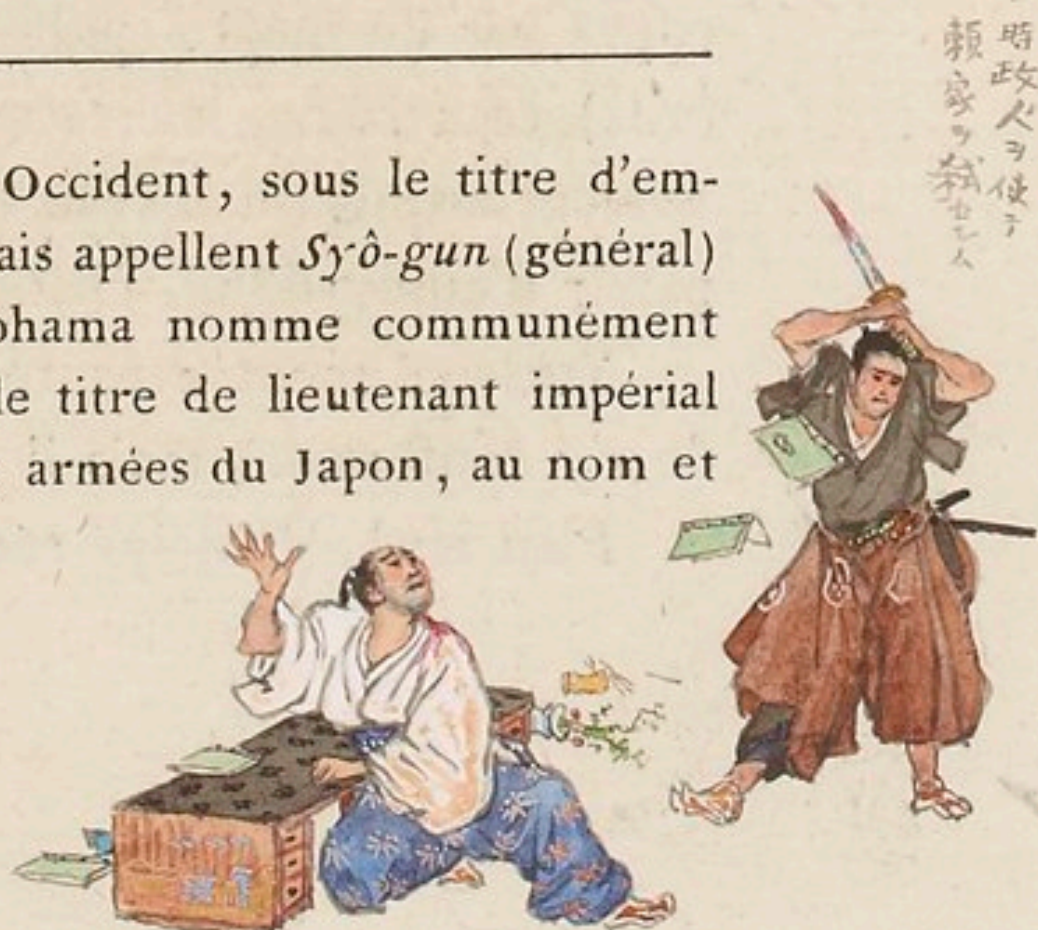 Occident, sous le titre d'em-
ais appellent Syô-gun (général)
ohama nomme communément
le titre de lieutenant impérial
armées du Japon, au nom et
時政人ヲ使テ
頼家ヲ弑セシム